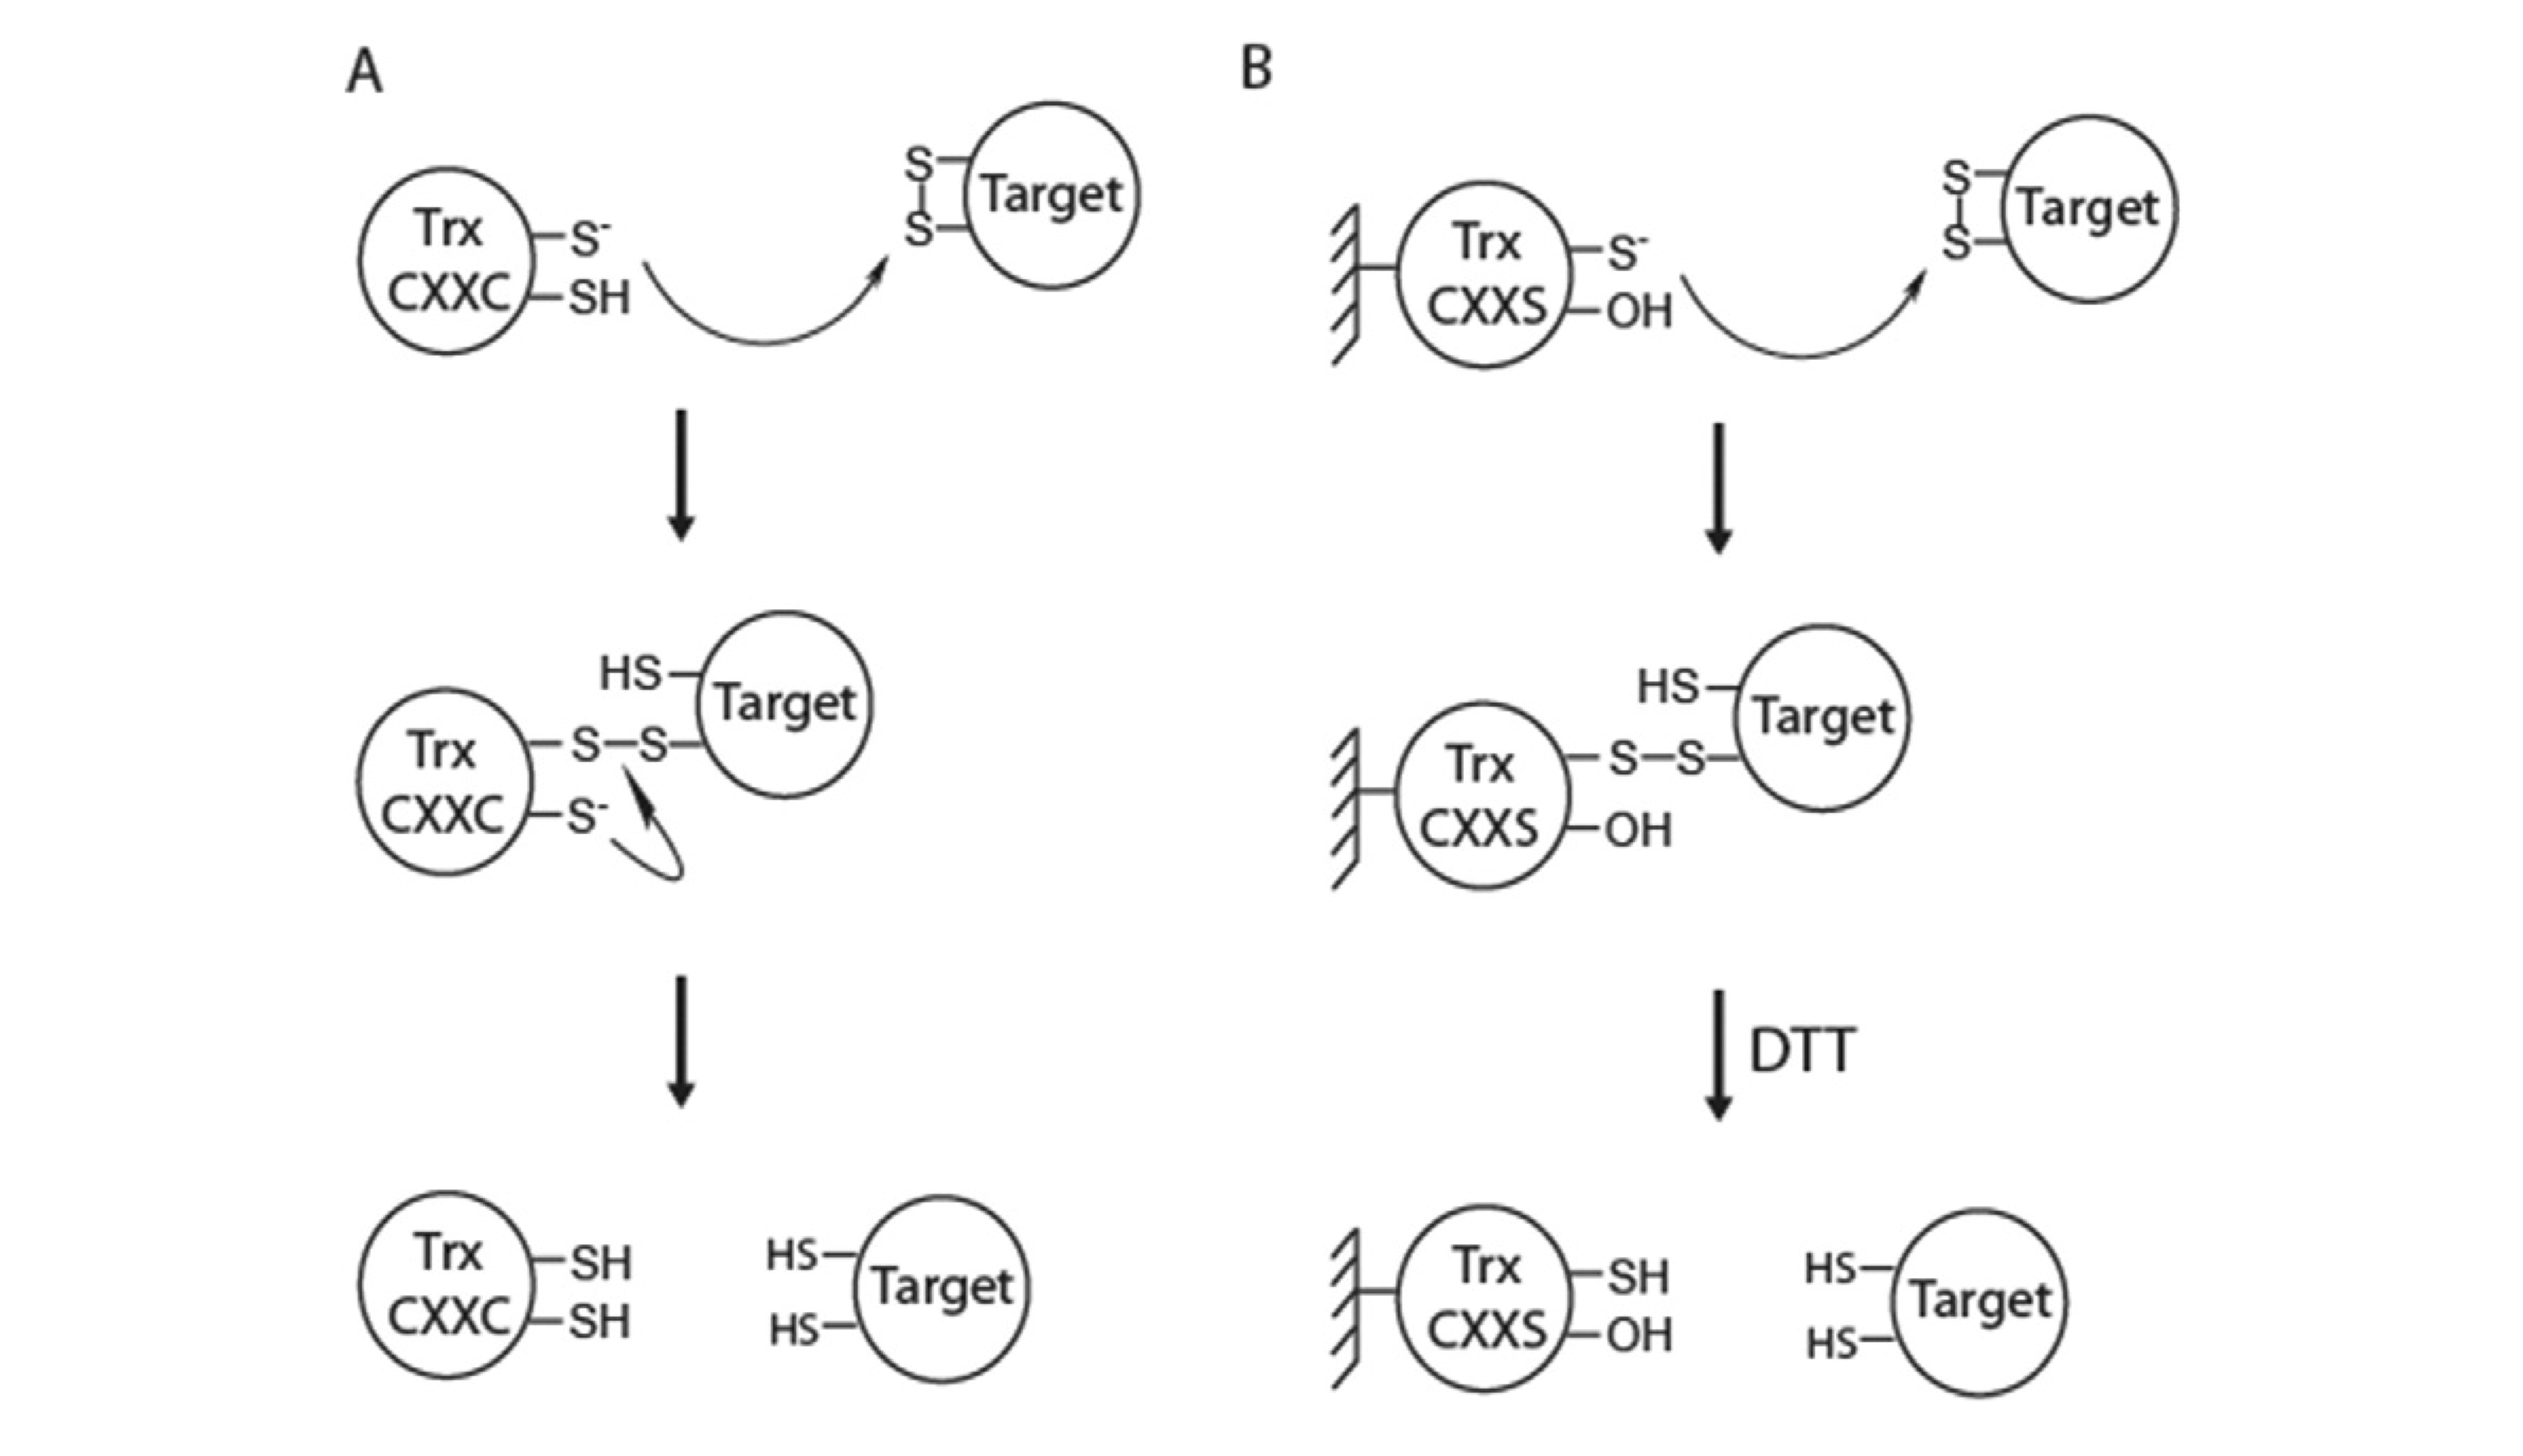 A
Trx
CXXC
S-
SH
S
S
Target
HS
Target
Trx
CXXC
S-S
S-
Trx
CXXC
SH
SH
HS
HS
Target
B
Trx
CXXS
S-
OH
S
S
Target
HS
Target
Trx
CXXS
S-S
OH
DTT
Trx
CXXS
SH
OH
HS
HS
Target